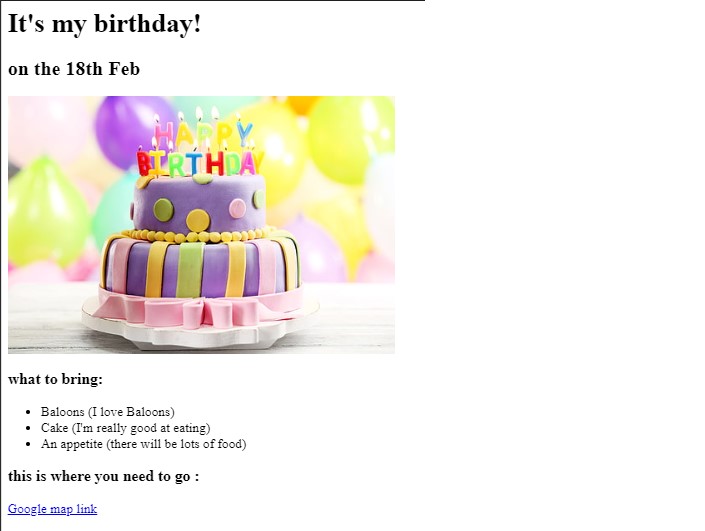 It's my birthday!
on the 18th Feb
HAPPY
BIRTHDAY
what to bring:
Baloons (I love Baloons)
Cake (I'm really good at eating)
An appetite (there will be lots of food)
this is where you need to go :
Google map link